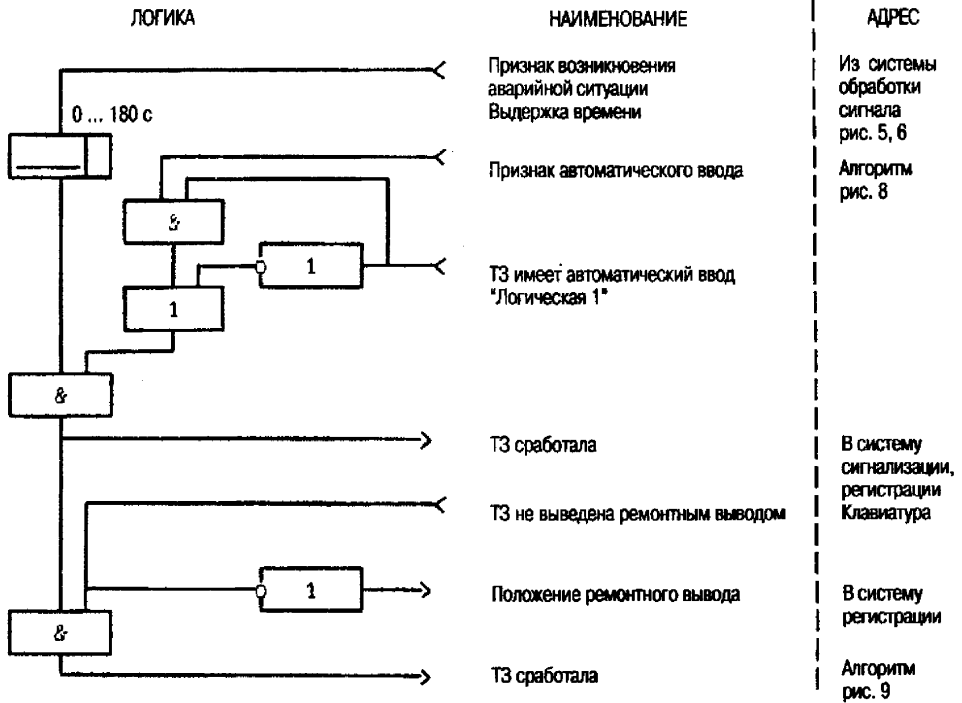 ЛОГИКА
НАИМЕНОВАНИЕ
АДРЕС
Признак возникновения
аварийной ситуации
Выдержка времени
Из системы
обработки
сигнала
рис. 5, 6
0 ... 180 с
Признак автоматического ввода
Алгоритм
рис. 8
&
1
ТЗ имеет автоматический ввод
"Логическая 1"
1
&
ТЗ сработала
В систему
сигнализации,
регистрации
ТЗ не выведена ремонтным выводом
Клавиатура
1
Положение ремонтного вывода
В систему
регистрации
&
ТЗ сработала
Алгоритм
рис. 9